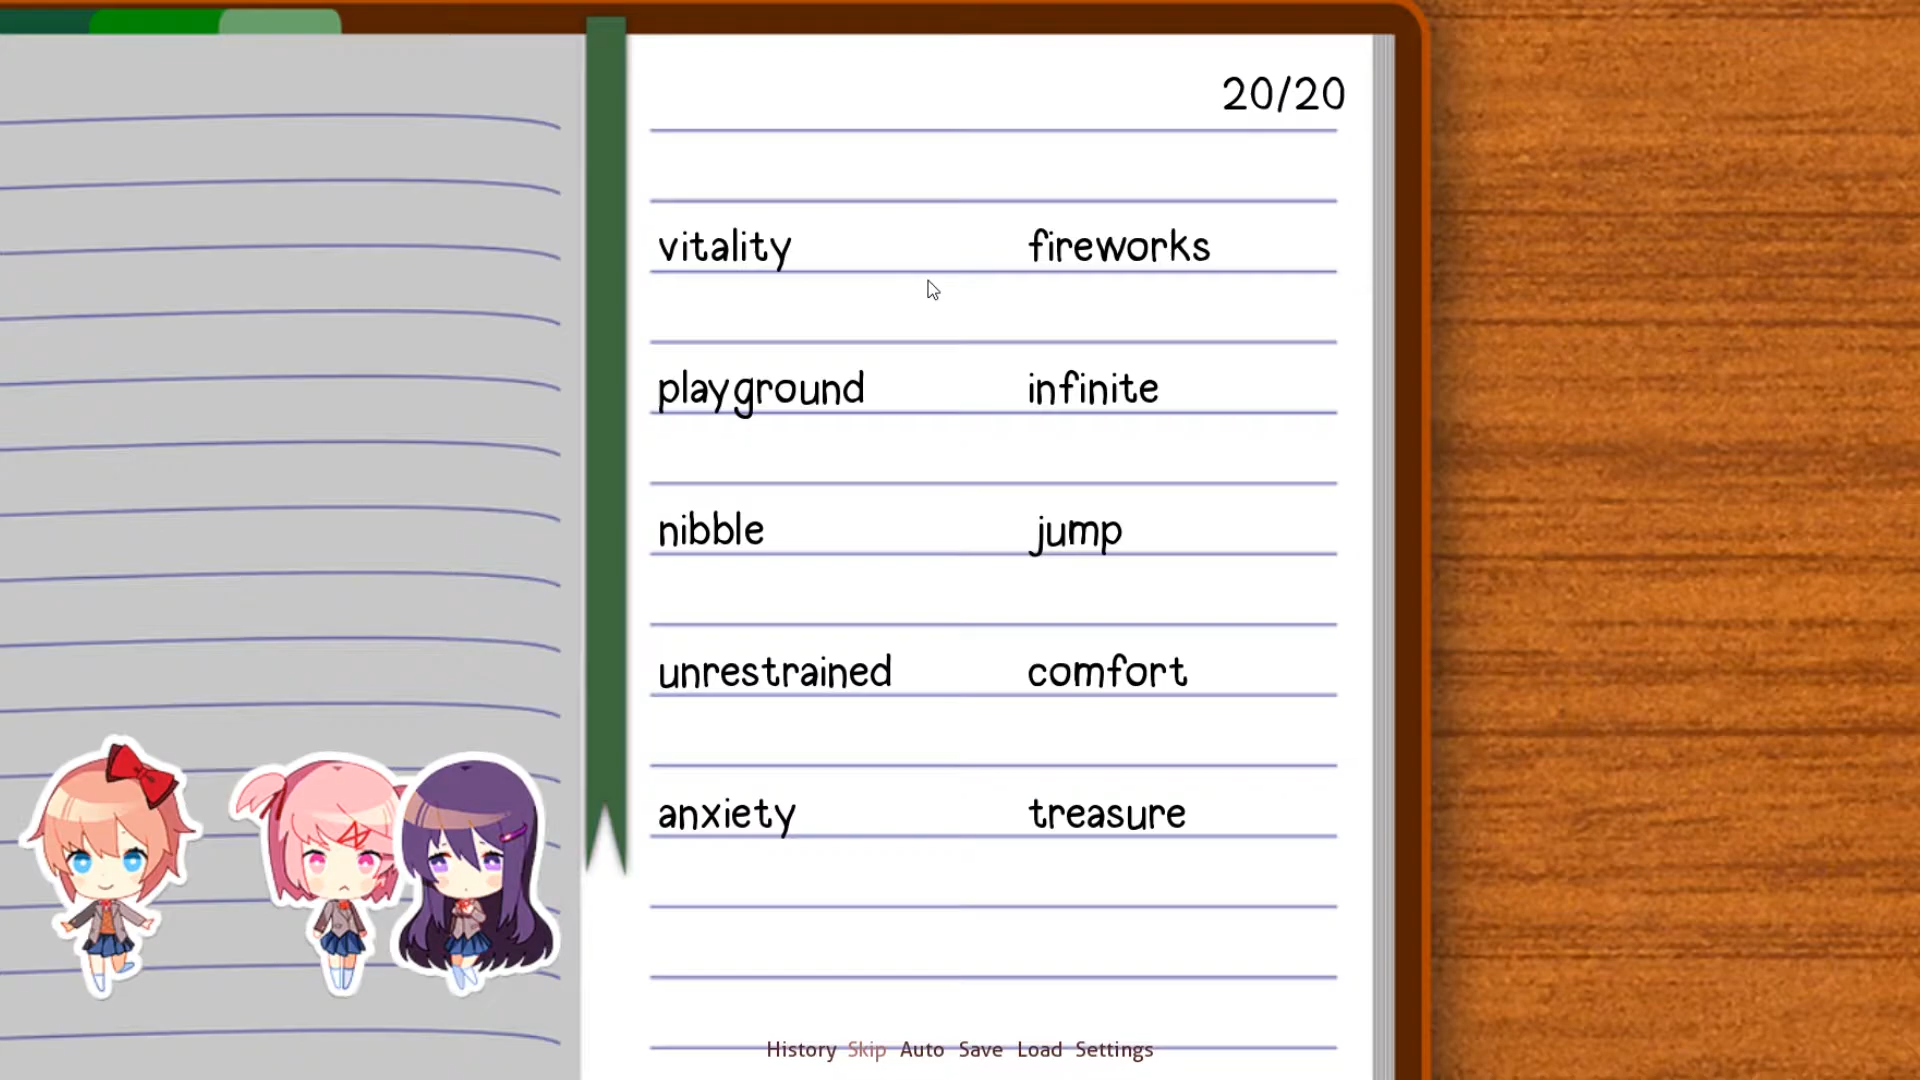 20/20
vitality fireworks
playground infinite
nibble jump
unrestrained comfort
anxiety treasure
History Skip Auto Save Load Settings